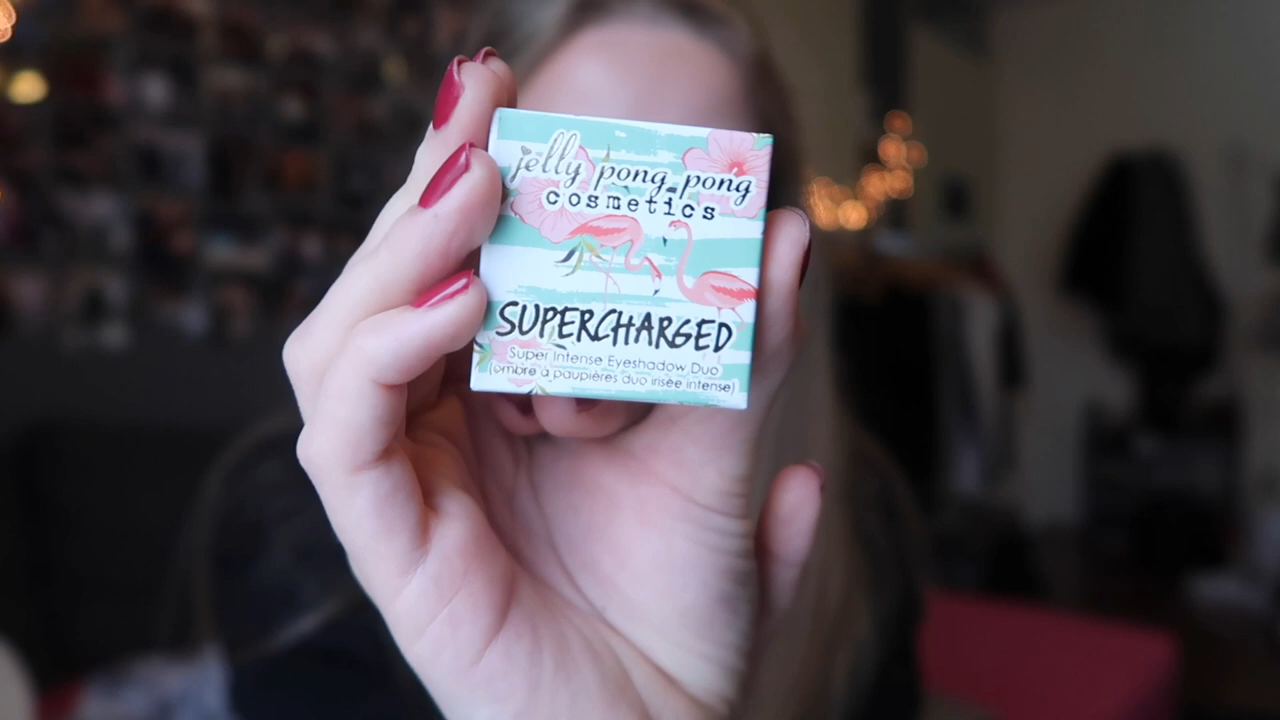 jelly pong pong
cosmetics
SUPERCHARGED
Super Intense Eyeshadow Duo
(ombre à paupières duo irisée intense)